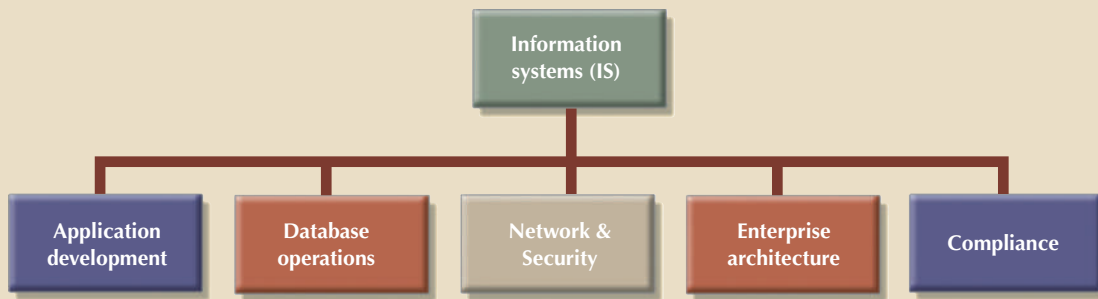 Information
systems (IS)
Application
development
Database
operations
Network &
Security
Enterprise
architecture
Compliance